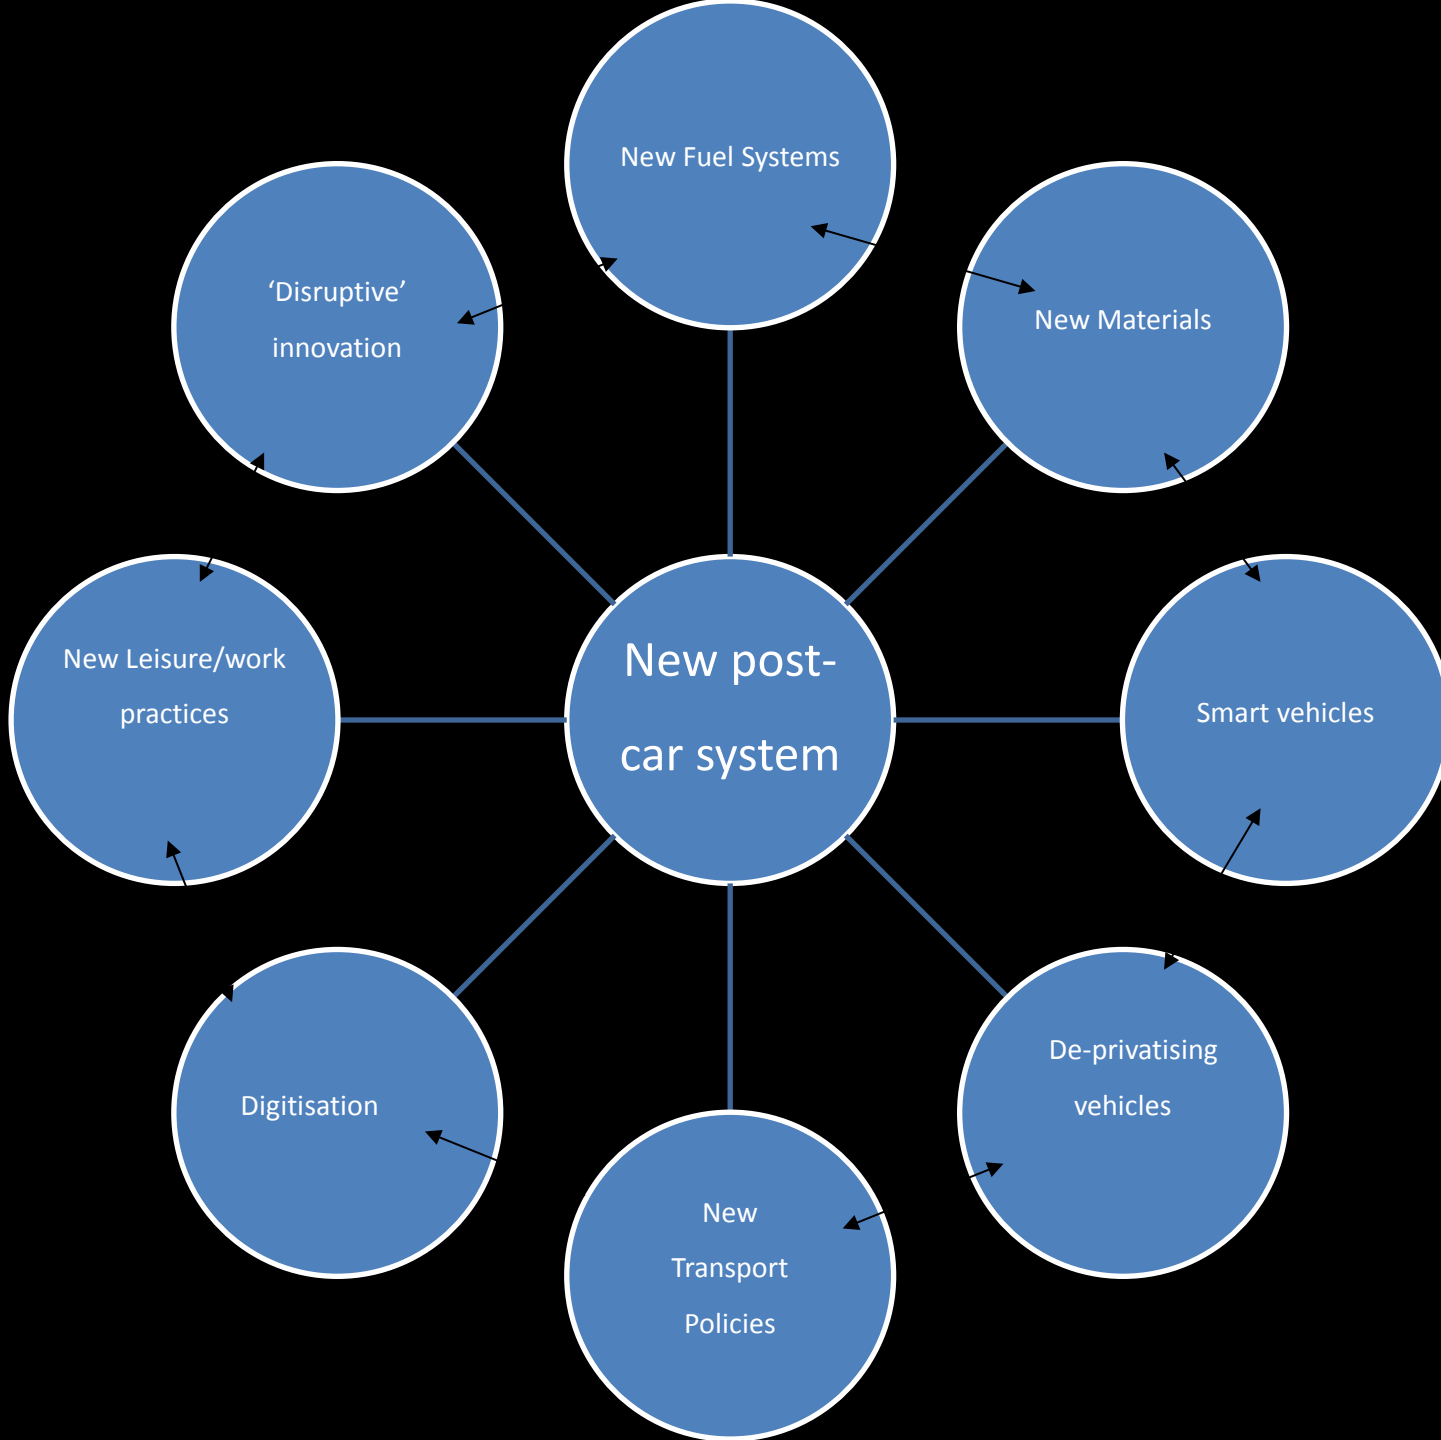 New Fuel Systems
‘Disruptive’
innovation
New Materials
New Leisure/work
practices
New post-
car system
Smart vehicles
De-privatising
vehicles
Digitisation
New
Transport
Policies